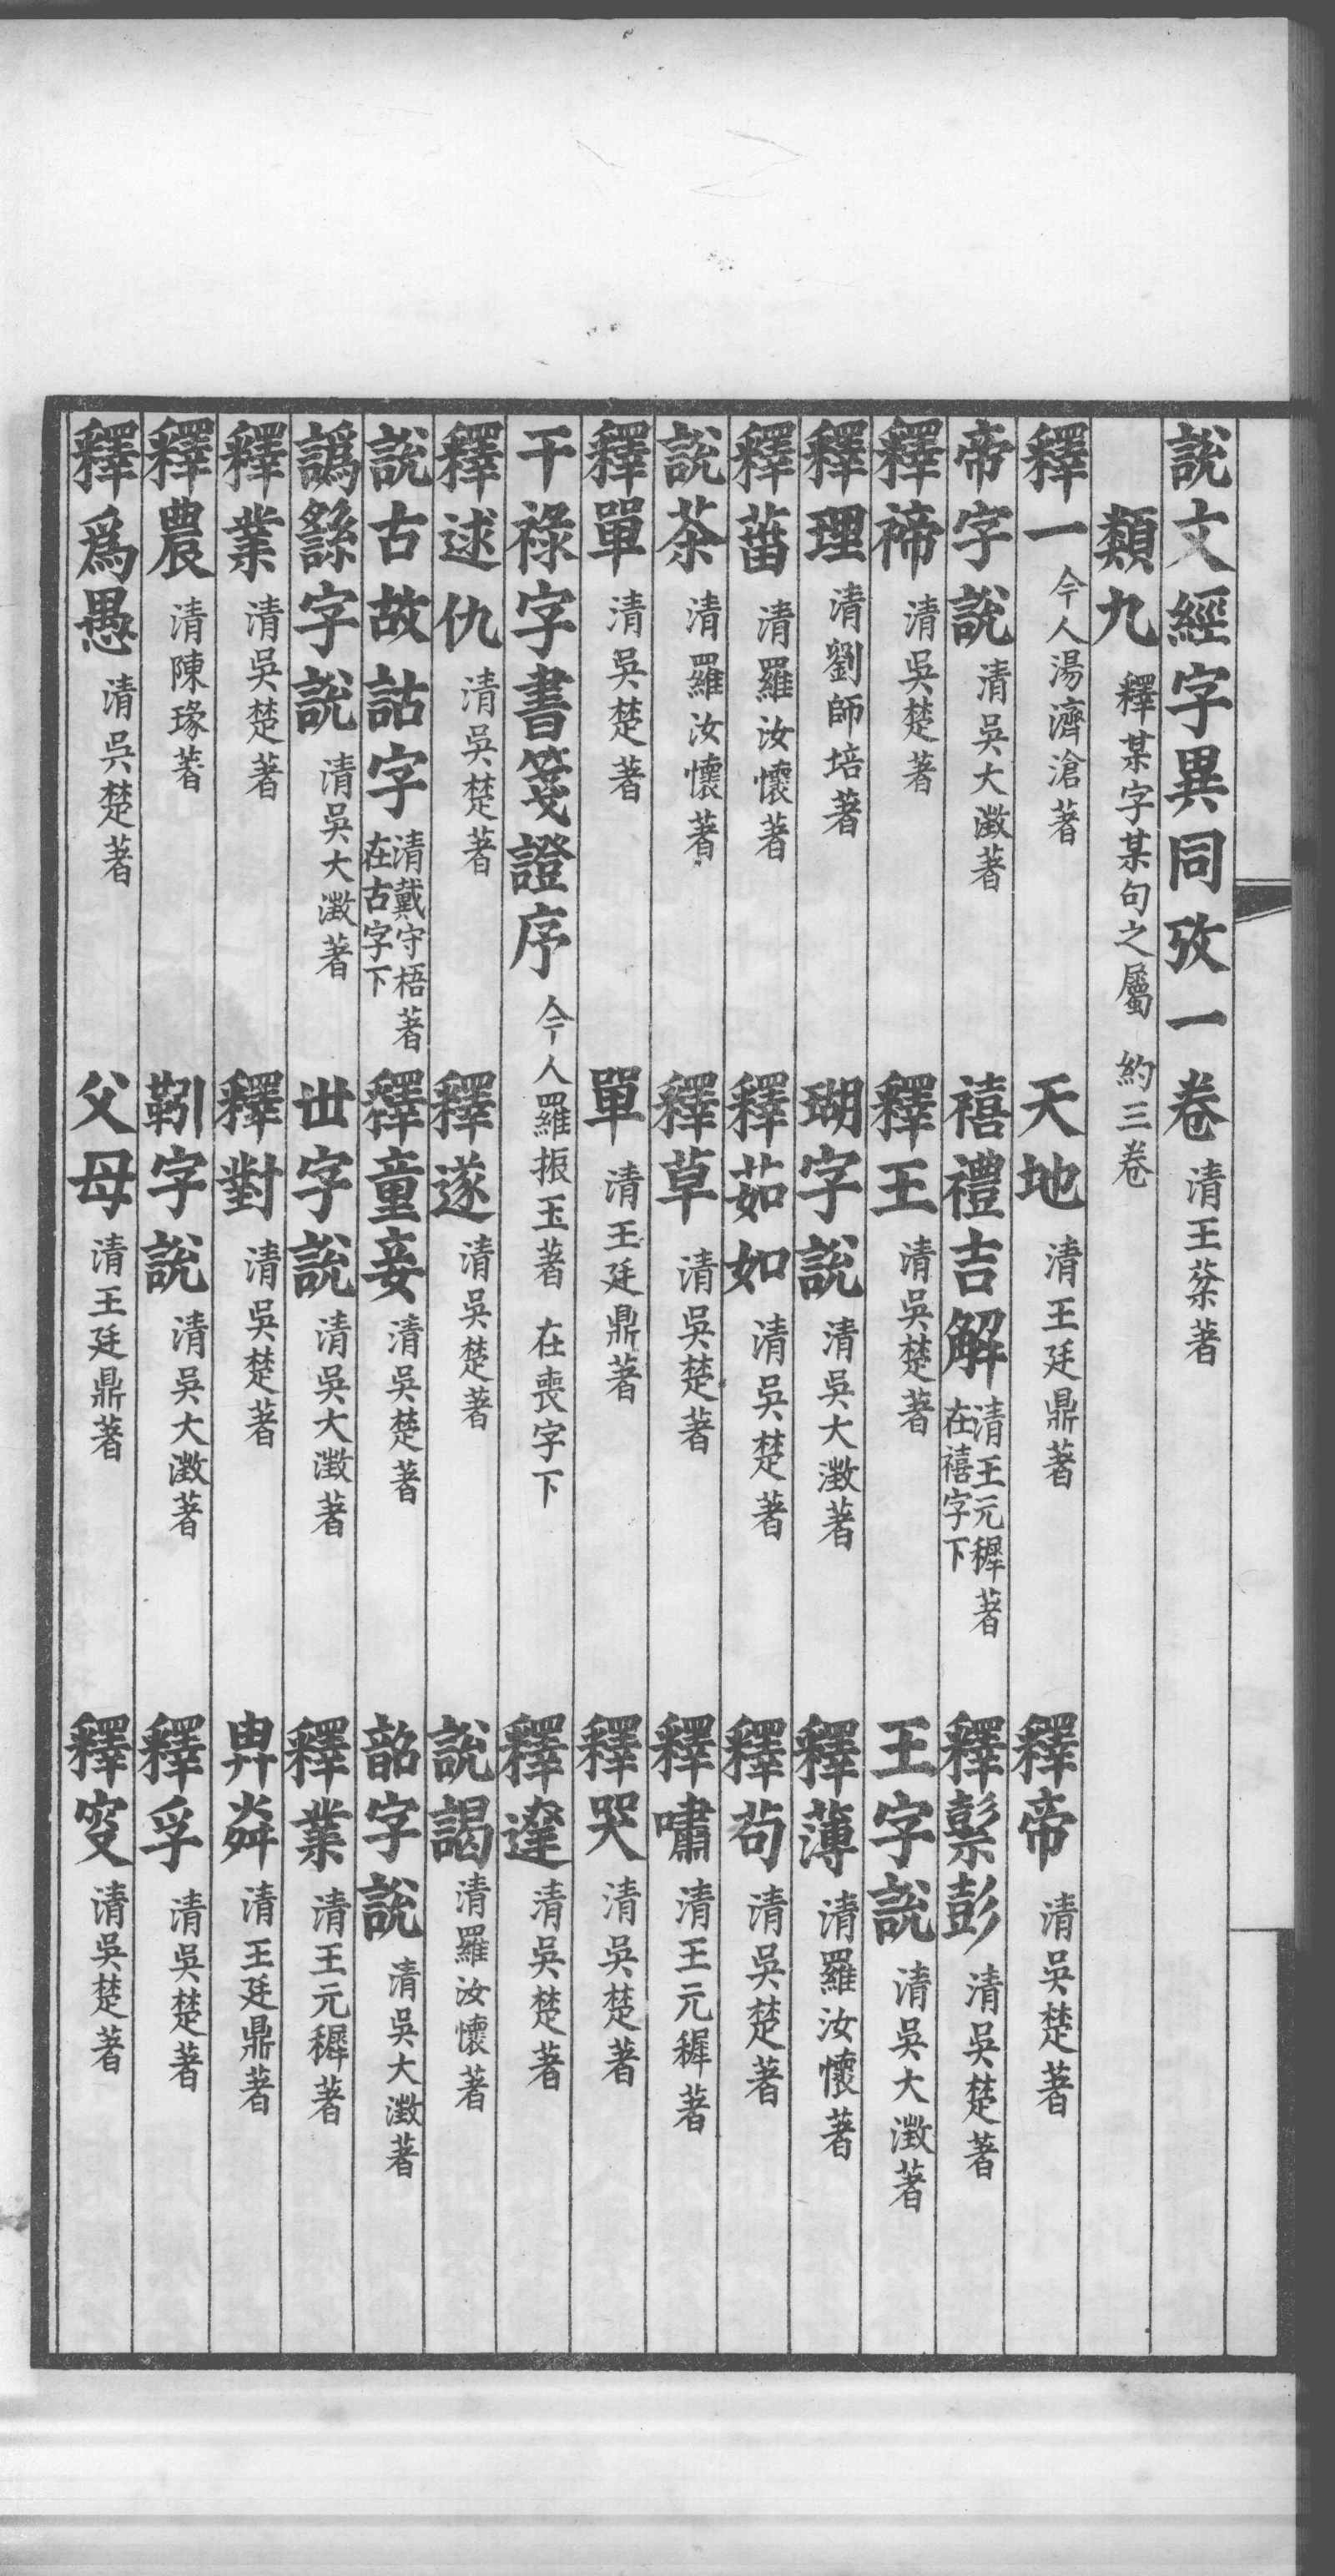 說文經字異同攷一卷 清王棻著
類九 釋某字某句之屬 約三卷
釋一 今人湯濟滄著 天地 清王廷鼎著 釋帝 清吳楚著
帝字說 清吳大澂著 禧禮吉解 清王元穉著 在禧字下 釋䰩彭 清吳楚著
釋禘 清吳楚著 釋王 清吳楚著 王字說 清吳大澂著
釋理 清劉師培著 瑚字說 清吳大澂著 釋薄 清羅汝懷著
釋菑 清羅汝懷著 釋茹如 清吳楚著 釋苟 清吳楚著
說茶 清羅汝懷著 釋草 清吳楚著 釋嘯 清王元穉著
釋單 清吳楚著 單 清王廷鼎著 釋哭 清吳楚著
干祿字書箋證序 今人羅振玉著 在喪字下 釋達 清吳楚著
釋逑仇 清吳楚著 釋遂 清吳楚著 說謁 清羅汝懷著
說古故詁字 清戴守梧著 在古字下 釋童妾 清吳楚著 韶字說 清吳大澂著
譌繇字說 清吳大澂著 世字說 清吳大澂著 釋業 清王元穉著
釋業 清吳楚著 釋對 清吳楚著 畁𢍱 清王廷鼎著
釋農 清陳瑑著 靷字說 清吳大澂著 釋孚 清吳楚著
釋爲愚 清吳楚著 父母 清王廷鼎著 釋叜 清吳楚著